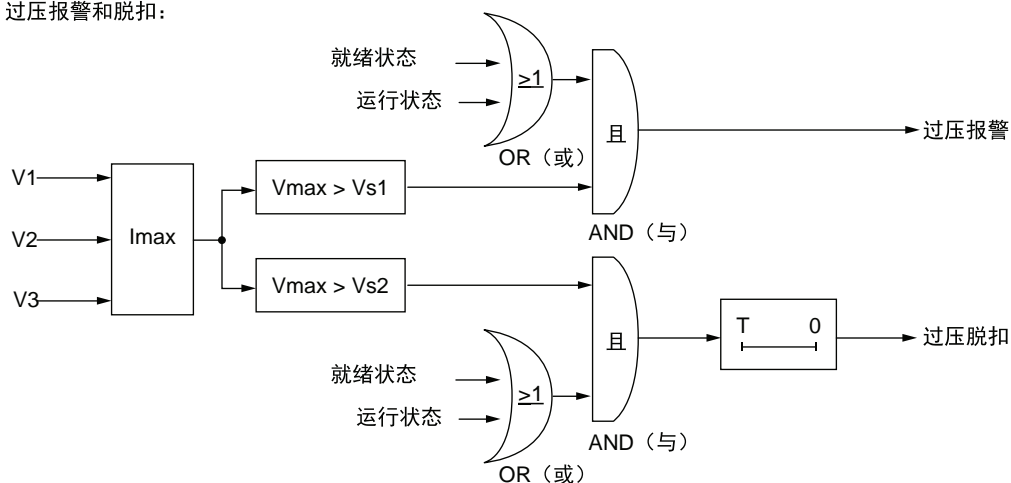 过压报警和脱扣：
就绪状态
运行状态
≥1
OR（或）
且
AND（与）
过压报警
V1
V2
V3
Imax
Vmax > Vs1
Vmax > Vs2
且
AND（与）
T 0
过压脱扣
就绪状态
运行状态
≥1
OR（或）